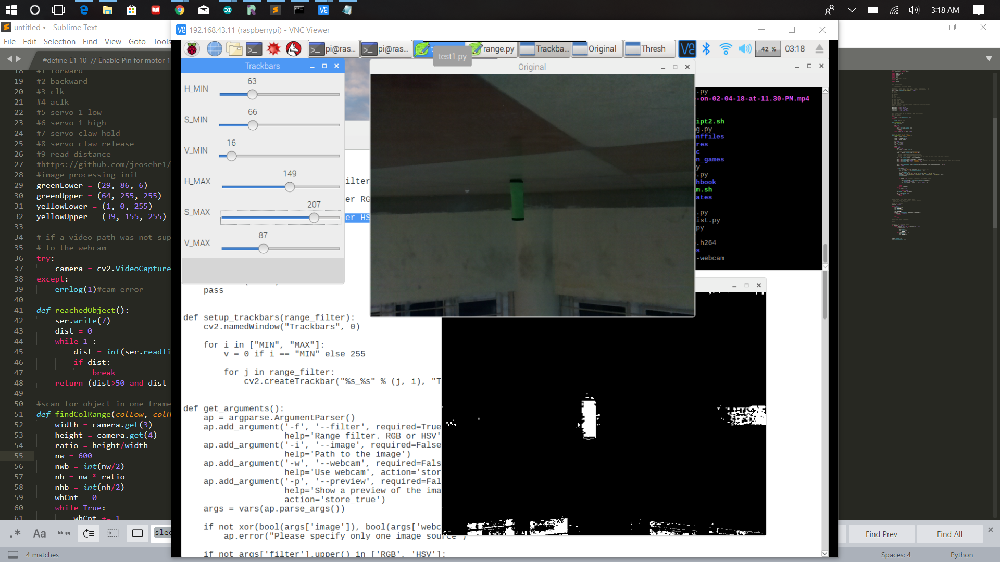 3:18 AM
untitled • - Sublime Text
File Edit Selection Find View Goto Tools
#define E1 10  // Enable Pin for motor 1
18 #1 forward
19 #2 backward
20 #3 clk
21 #4 aclk
22 #5 servo 1 low
23 #6 servo 1 high
24 #7 servo claw hold
25 #8 servo claw release
26 #9 read distance
27 #https://github.com/jrosebr1/
28 #image processing init
29 greenLower = (29, 86, 6)
30 greenUpper = (64, 255, 255)
31 yellowLower = (1, 0, 255)
32 yellowUpper = (39, 155, 255)
33
34 # if a video path was not sup
35 # to the webcam
36 try:
37 camera = cv2.VideoCapture
38 except:
39 errlog(1)#cam error
40
41 def reachedObject():
42 ser.write(7)
43 dist = 0
44 while 1 :
45 dist = int(ser.readli
46 if dist:
47 break
48 return (dist>50 and dist
49
50 #scan for object in one frame
51 def findColRange(colLow, colH
52 width = camera.get(3)
53 height = camera.get(4)
54 ratio = height/width
55 nw = 600
56 nwb = int(nw/2)
57 nh = nw * ratio
58 nhb = int(nh/2)
59 whCnt = 0
60 while True:
61 whCnt += 1
192.168.43.11 (raspberrypi) - VNC Viewer
pi@ras... pi@ras... range.py Trackba... Original Thresh 42 % 03:18
test1.py
Trackbars
H_MIN 63
S_MIN 66
V_MIN 16
H_MAX 149
S_MAX 207
V_MAX 87
Original
ilter
er RG
er HS
.py
-on-02-04-18-at-11.30-PM.mp4
ipt2.sh
g.py
nffiles
res
c
n_games
y
.py
hbook
m.sh
ates
.py
ist.py
py
.h264
s
-webcam
pass
def setup_trackbars(range_filter):
cv2.namedWindow("Trackbars", 0)
for i in ["MIN", "MAX"]:
v = 0 if i == "MIN" else 255
for j in range_filter:
cv2.createTrackbar("%s_%s" % (j, i), "T
def get_arguments():
ap = argparse.ArgumentParser()
ap.add_argument('-f', '--filter', required=True
help='Range filter. RGB or HSV'
ap.add_argument('-i', '--image', required=False
help='Path to the image')
ap.add_argument('-w', '--webcam', required=Fals
help='Use webcam', action='stor
ap.add_argument('-p', '--preview', required=Fal
help='Show a preview of the ima
action='store_true')
args = vars(ap.parse_args())
if not xor(bool(args['image']), bool(args['webc
ap.error("Please specify only one image source")
if not args['filter'].upper() in ['RGB', 'HSV']:
.* Aa “ ” slee Find Prev Find All
4 matches Spaces: 4 Python